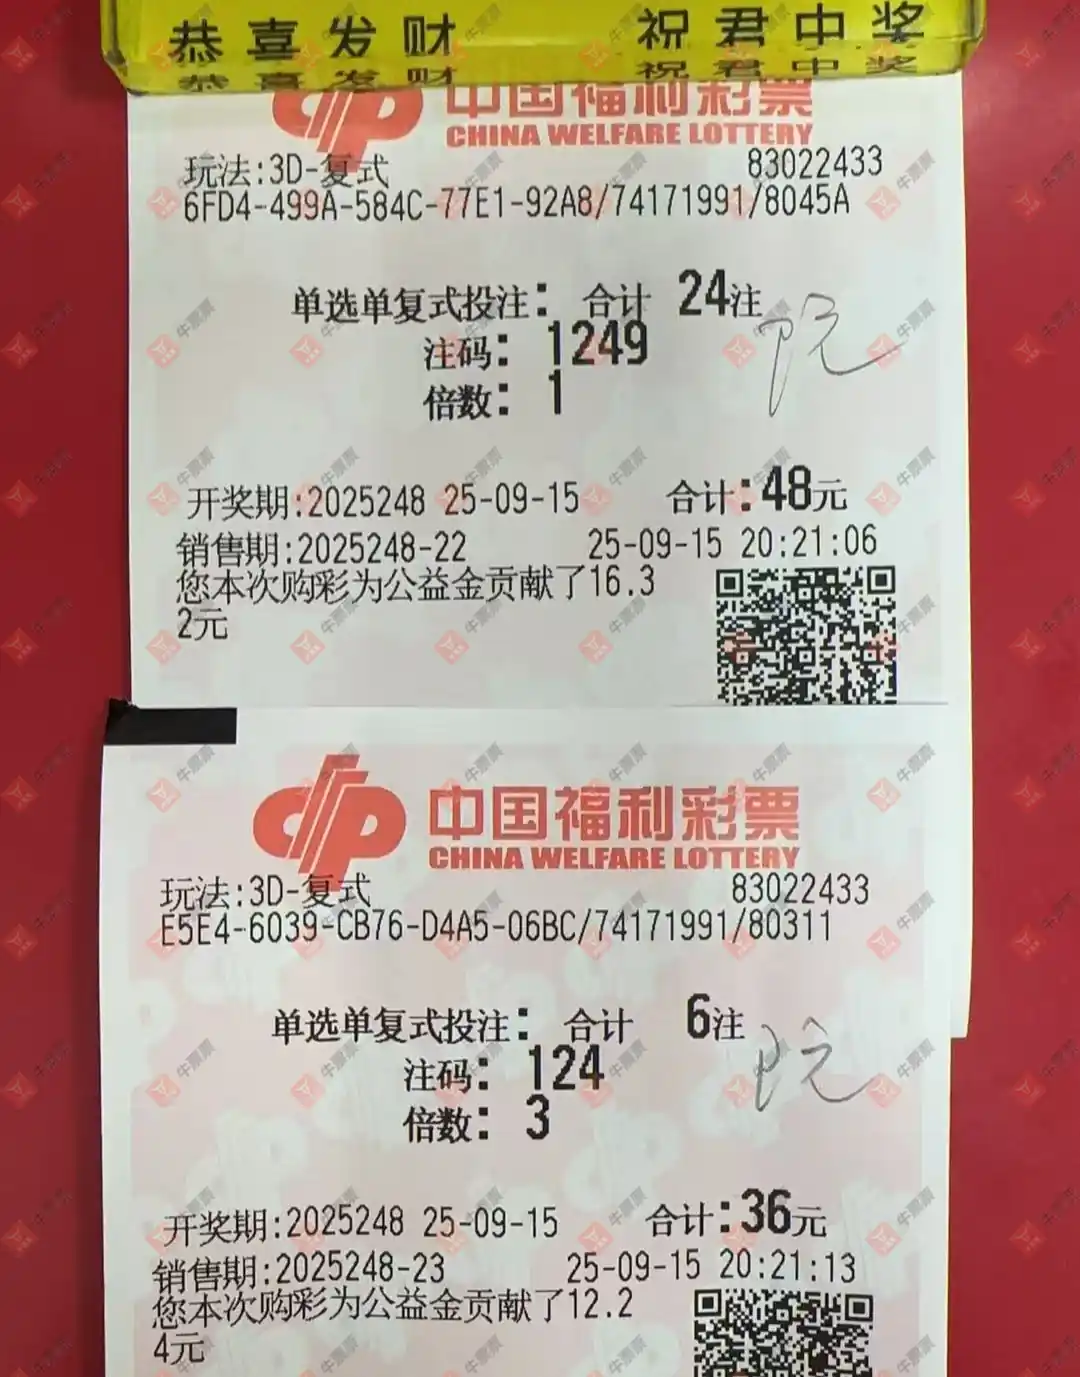 恭喜发财 祝君中奖
中国福利彩票
CHINA WELFARE LOTTERY
玩法:3D-复式 83022433
6FD4-499A-584C-77E1-92A8/74171991/8045A
单选单复式投注: 合计 24注
注码: 1249
倍数: 1
开奖期:2025248 25-09-15 合计:48元
销售期:2025248-22 25-09-15 20:21:06
您本次购彩为公益金贡献了16.3
2元
中国福利彩票
CHINA WELFARE LOTTERY
玩法:3D-复式 83022433
E5E4-6039-CB76-D4A5-06BC/74171991/80311
单选单复式投注: 合计 6注
注码: 124
倍数: 3
开奖期:2025248 25-09-15 合计:36元
销售期:2025248-23 25-09-15 20:21:13
您本次购彩为公益金贡献了12.2
4元